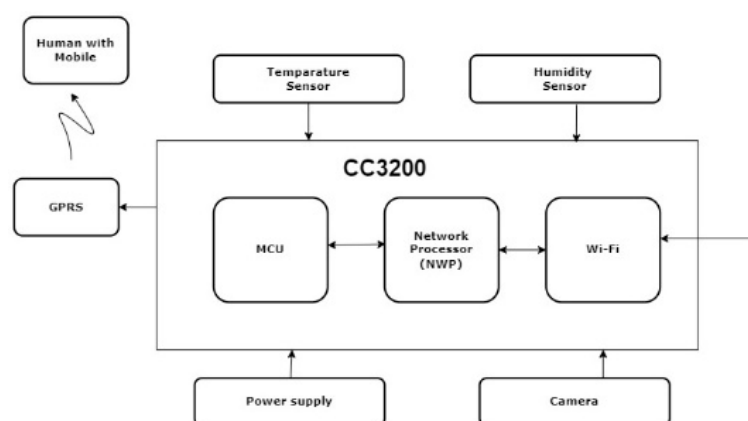 Human with
Mobile
Temparature
Sensor
Humidity
Sensor
CC3200
GPRS
MCU
Network
Processor
(NWP)
Wi-Fi
Power supply
Camera